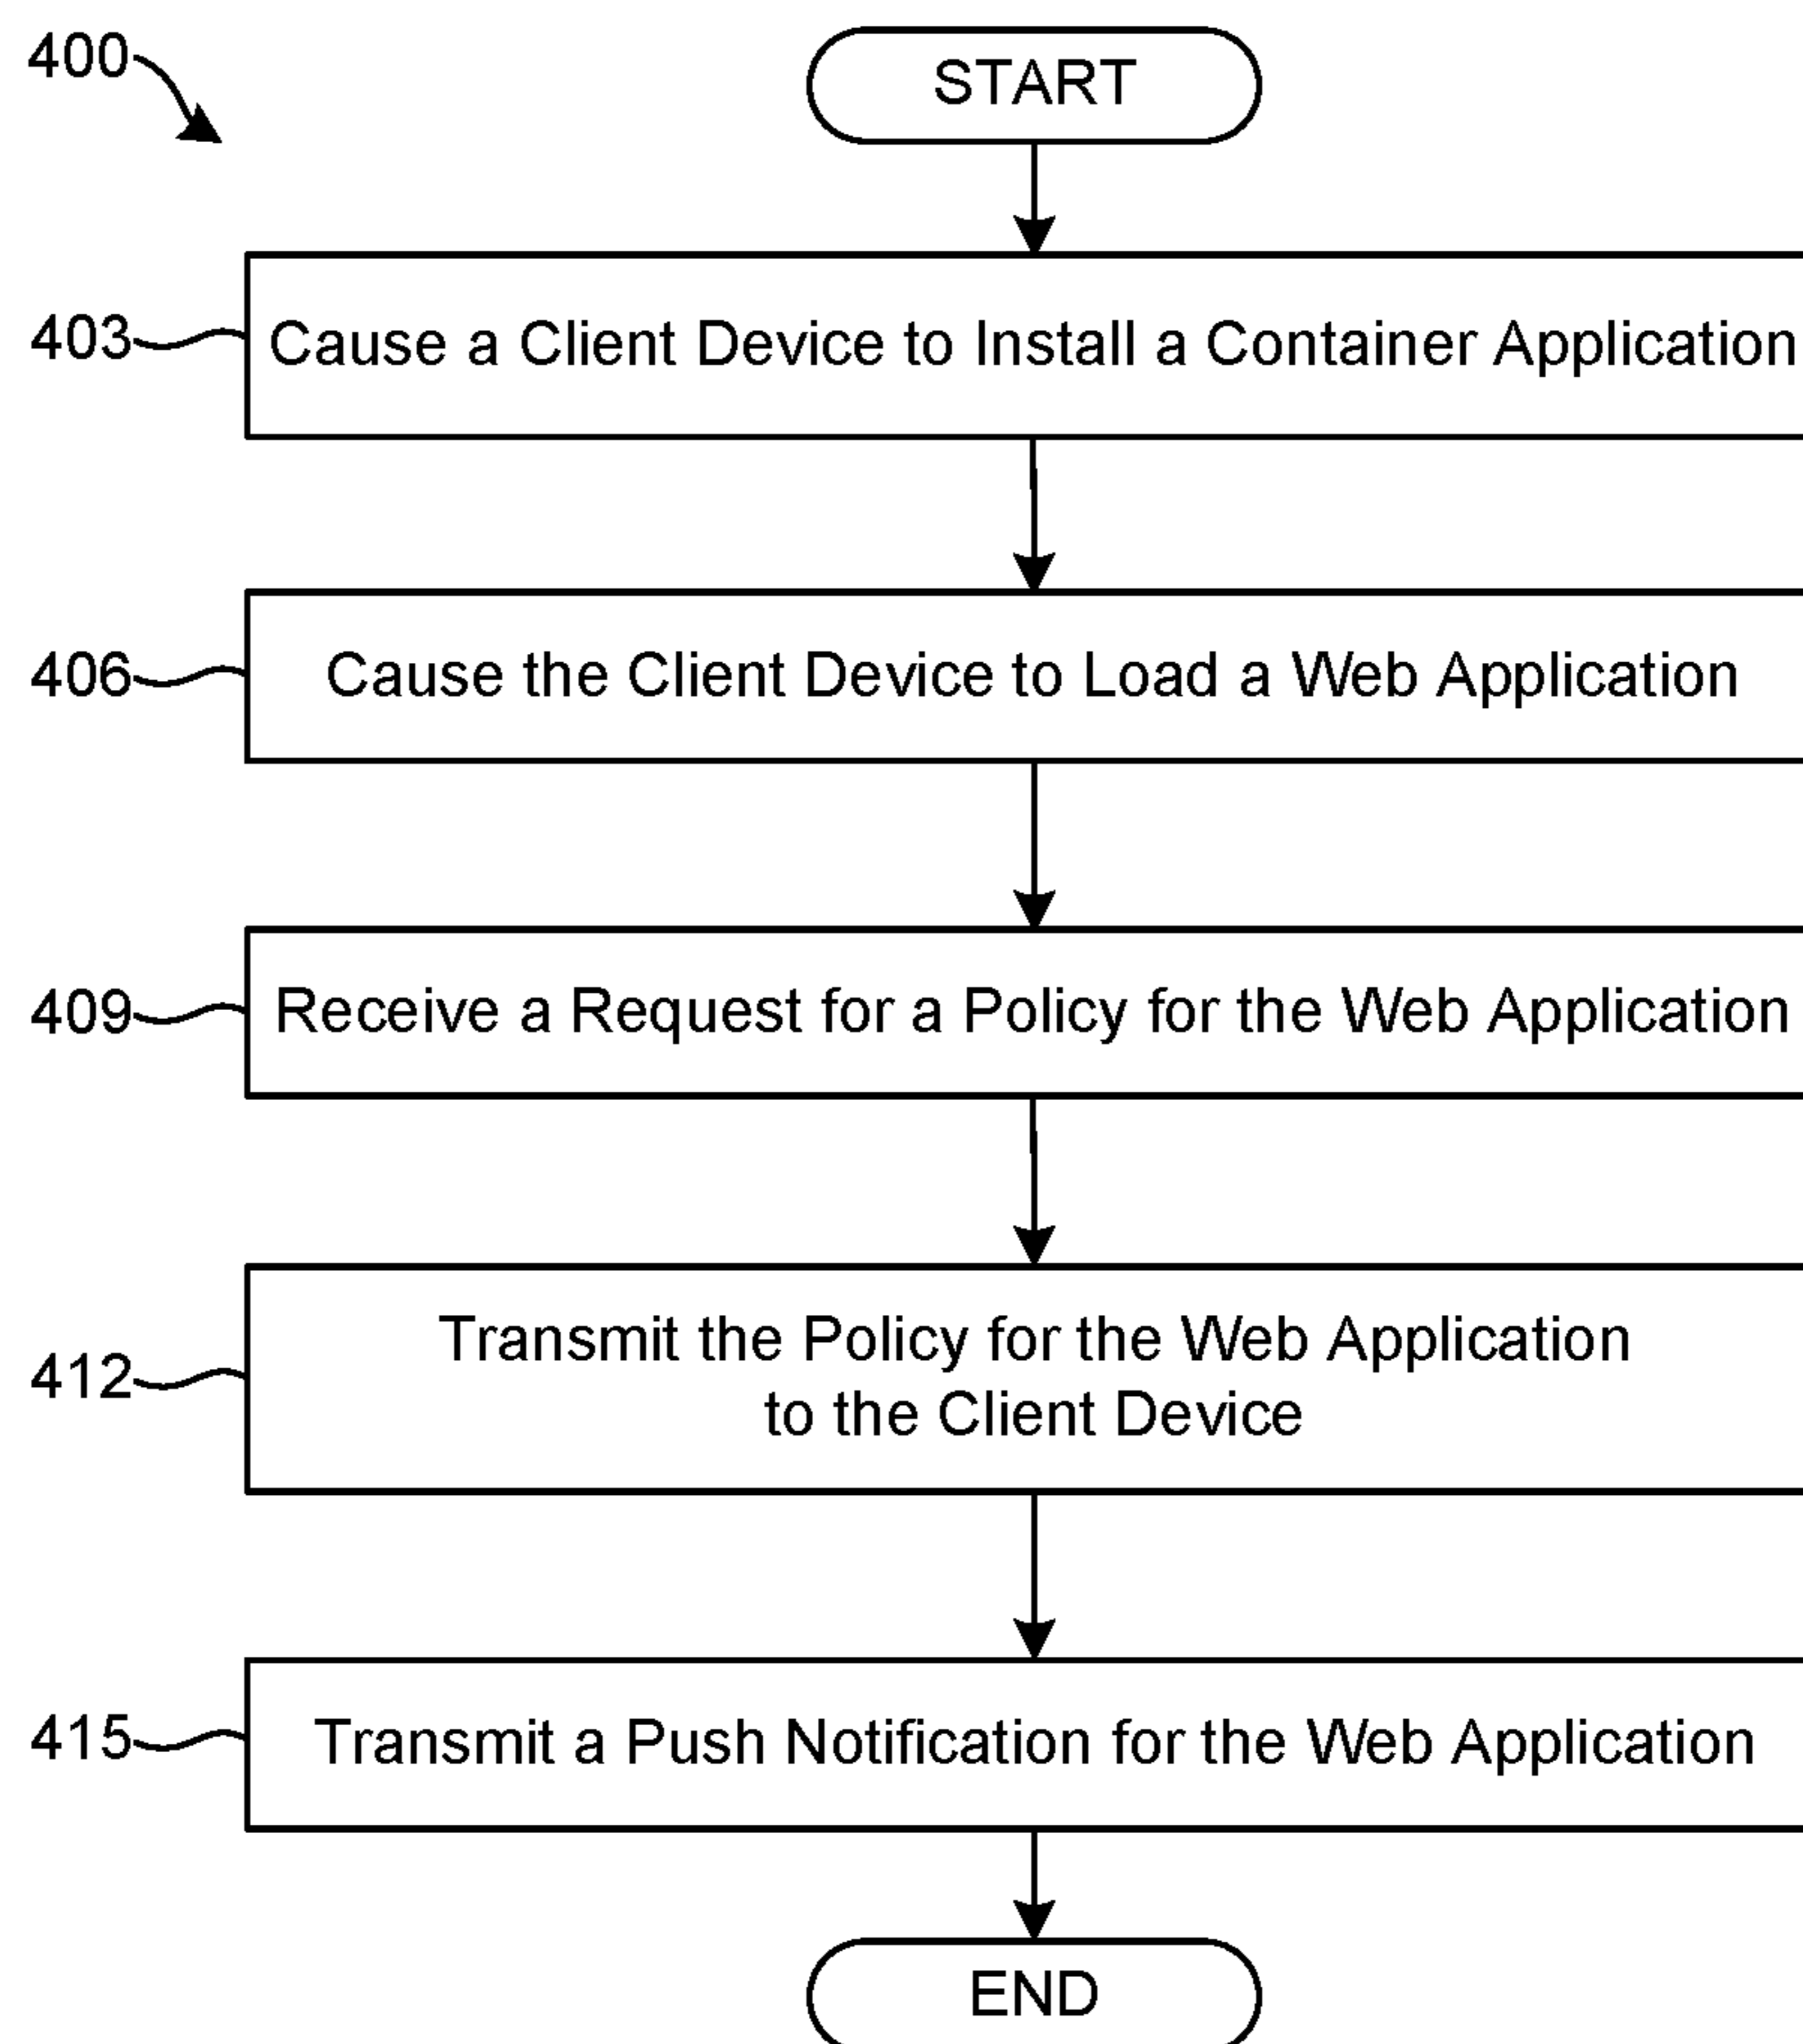 400
START
403
Cause a Client Device to Install a Container Application
406
Cause the Client Device to Load a Web Application
409
Receive a Request for a Policy for the Web Application
412
Transmit the Policy for the Web Application
to the Client Device
415
Transmit a Push Notification for the Web Application
END